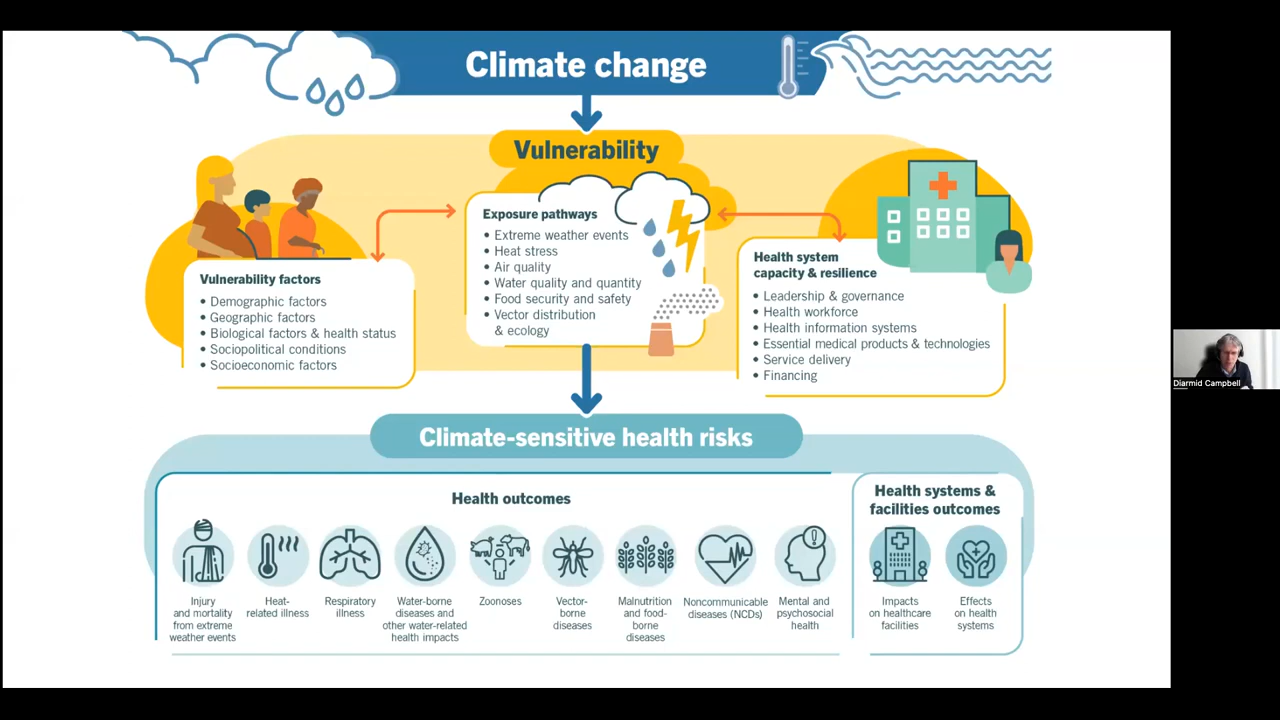 Climate change
Vulnerability
Exposure pathways
• Extreme weather events
• Heat stress
• Air quality
• Water quality and quantity
• Food security and safety
• Vector distribution
& ecology
Vulnerability factors
• Demographic factors
• Geographic factors
• Biological factors & health status
• Sociopolitical conditions
• Socioeconomic factors
Health system
capacity & resilience
• Leadership & governance
• Health workforce
• Health information systems
• Essential medical products & technologies
• Service delivery
• Financing
Climate-sensitive health risks
Health outcomes
Injury
and mortality
from extreme
weather events
Heat-
related illness
Respiratory
illness
Water-borne
diseases and
other water-related
health impacts
Zoonoses
Vector-
borne
diseases
Malnutrition
and food-
borne
diseases
Noncommunicable
diseases (NCDs)
Mental and
psychosocial
health
Health systems &
facilities outcomes
Impacts
on healthcare
facilities
Effects
on health
systems
Diarmid Campbell